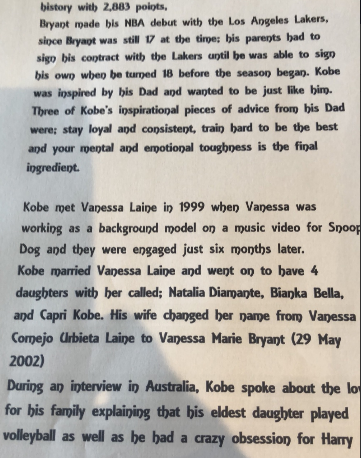 history with 2,883 points,
Bryant made his NBA debut with the Los Angeles Lakers,
since Bryant was still 17 at the time; his parents had to
sign his contract with the Lakers until he was able to sign
his own when he turned 18 before the season began. Kobe
was inspired by his Dad and wanted to be just like him.
Three of Kobe's inspirational pieces of advice from his Dad
were; stay loyal and consistent, train hard to be the best
and your mental and emotional toughness is the final
ingredient.
Kobe met Vanessa Laine in 1999 when Vanessa was
working as a background model on a music video for Snoop
Dog and they were engaged just six months later.
Kobe married Vanessa Laine and went on to have 4
daughters with her called; Natalia Diamante, Bianka Bella,
and Capri Kobe. His wife changed her name from Vanessa
Cornejo Urbieta Laine to Vanessa Marie Bryant (29 May
2002)
During an interview in Australia, Kobe spoke about the
for his family explaining that his eldest daughter played
volleyball as well as he had a crazy obsession for Harry